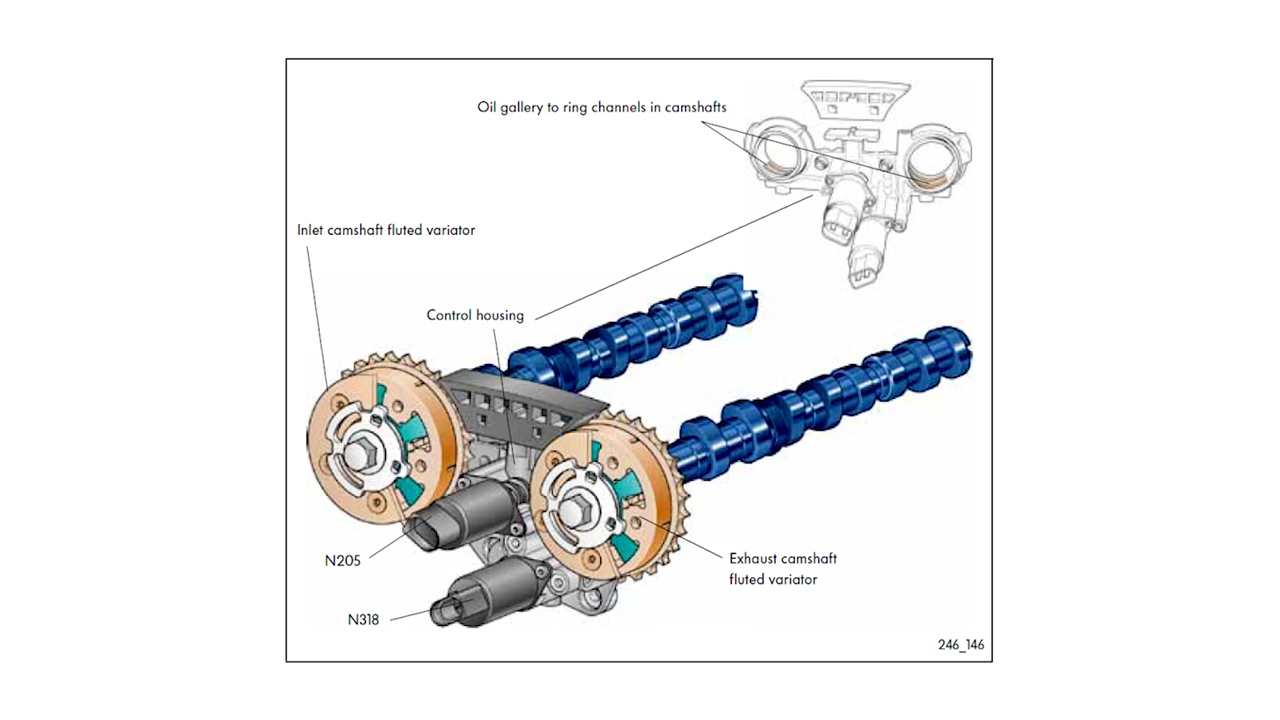 Oil gallery to ring channels in camshafts
Inlet camshaft fluted variator
Control housing
N205
Exhaust camshaft
fluted variator
N318
246_146